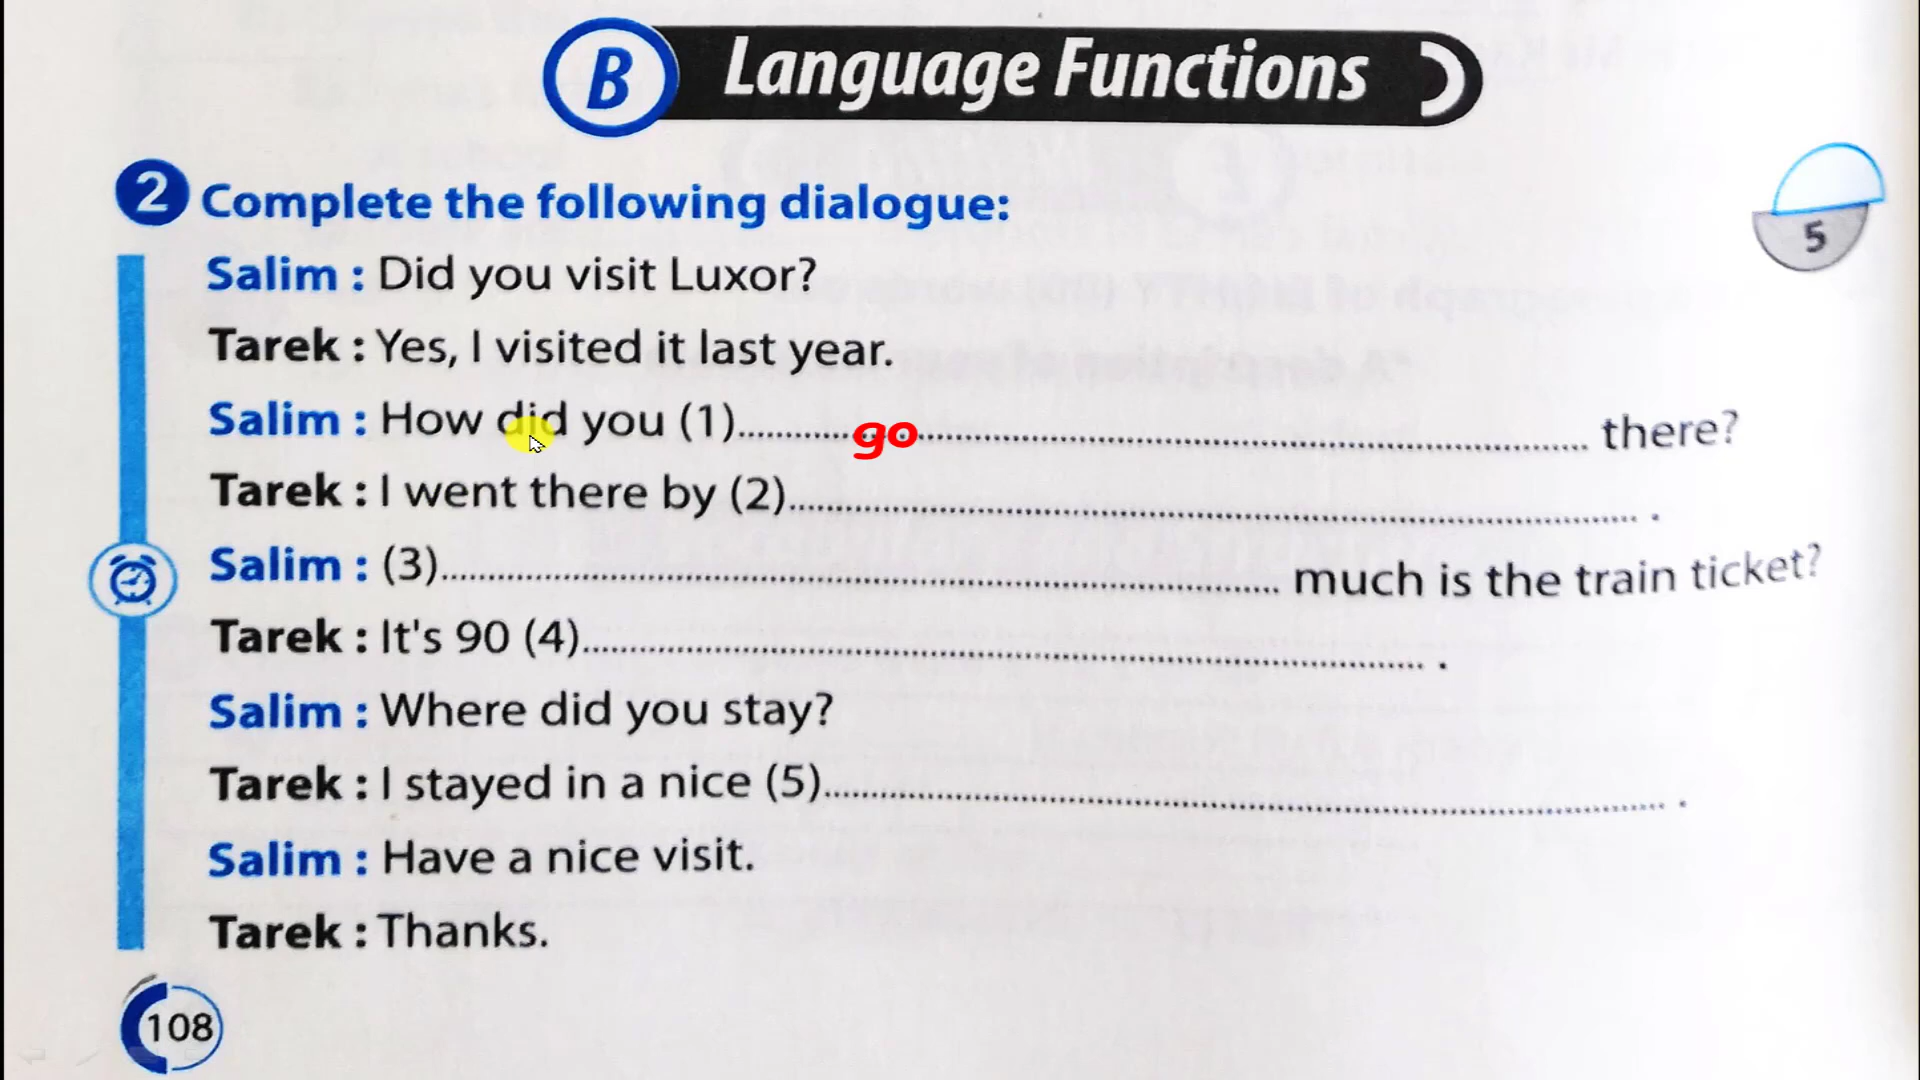 B Language Functions
2 Complete the following dialogue:
5
Salim : Did you visit Luxor?
Tarek : Yes, I visited it last year.
Salim : How did you (1)..........go.......... there?
Tarek : I went there by (2).................... .
Salim : (3).................... much is the train ticket?
Tarek : It's 90 (4).................... .
Salim : Where did you stay?
Tarek : I stayed in a nice (5).................... .
Salim : Have a nice visit.
Tarek : Thanks.
108